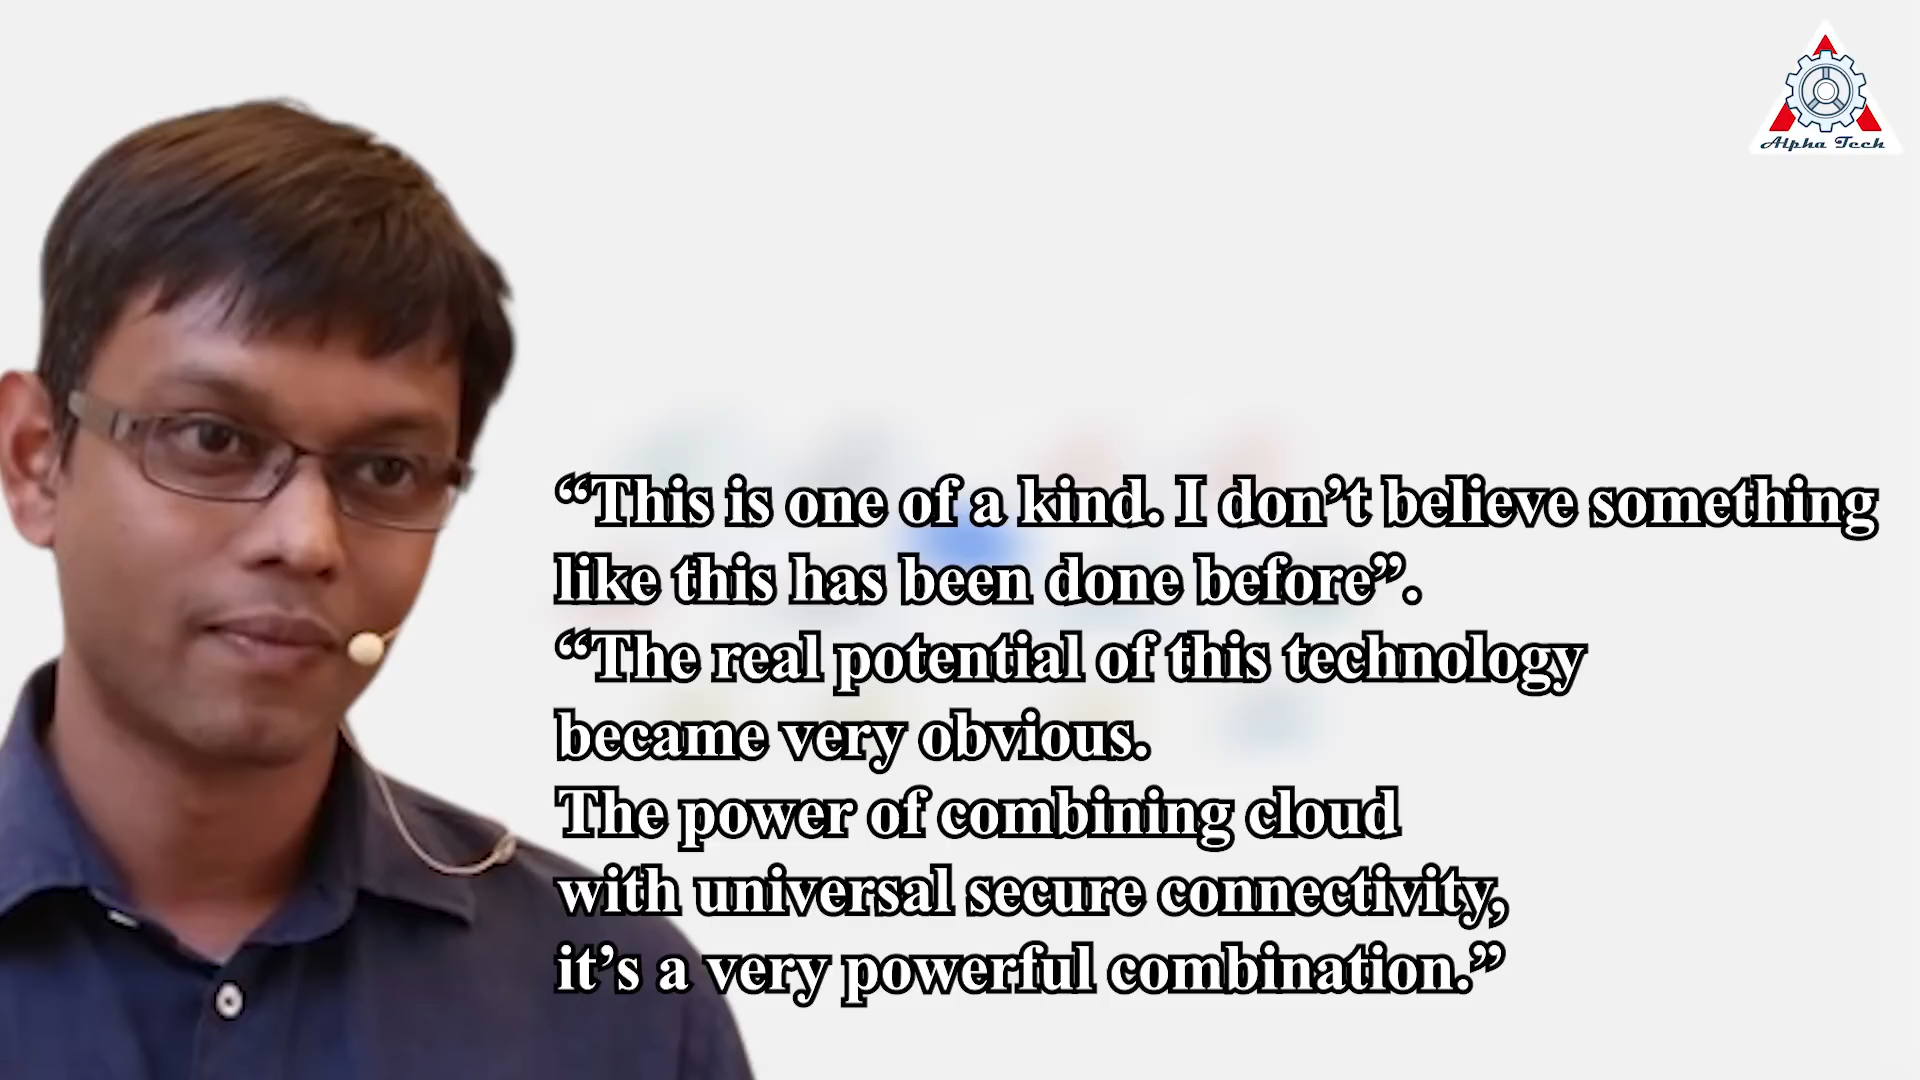 Alpha Tech
“This is one of a kind. I don’t believe something
like this has been done before”.
“The real potential of this technology
became very obvious.
The power of combining cloud
with universal secure connectivity,
it’s a very powerful combination.”